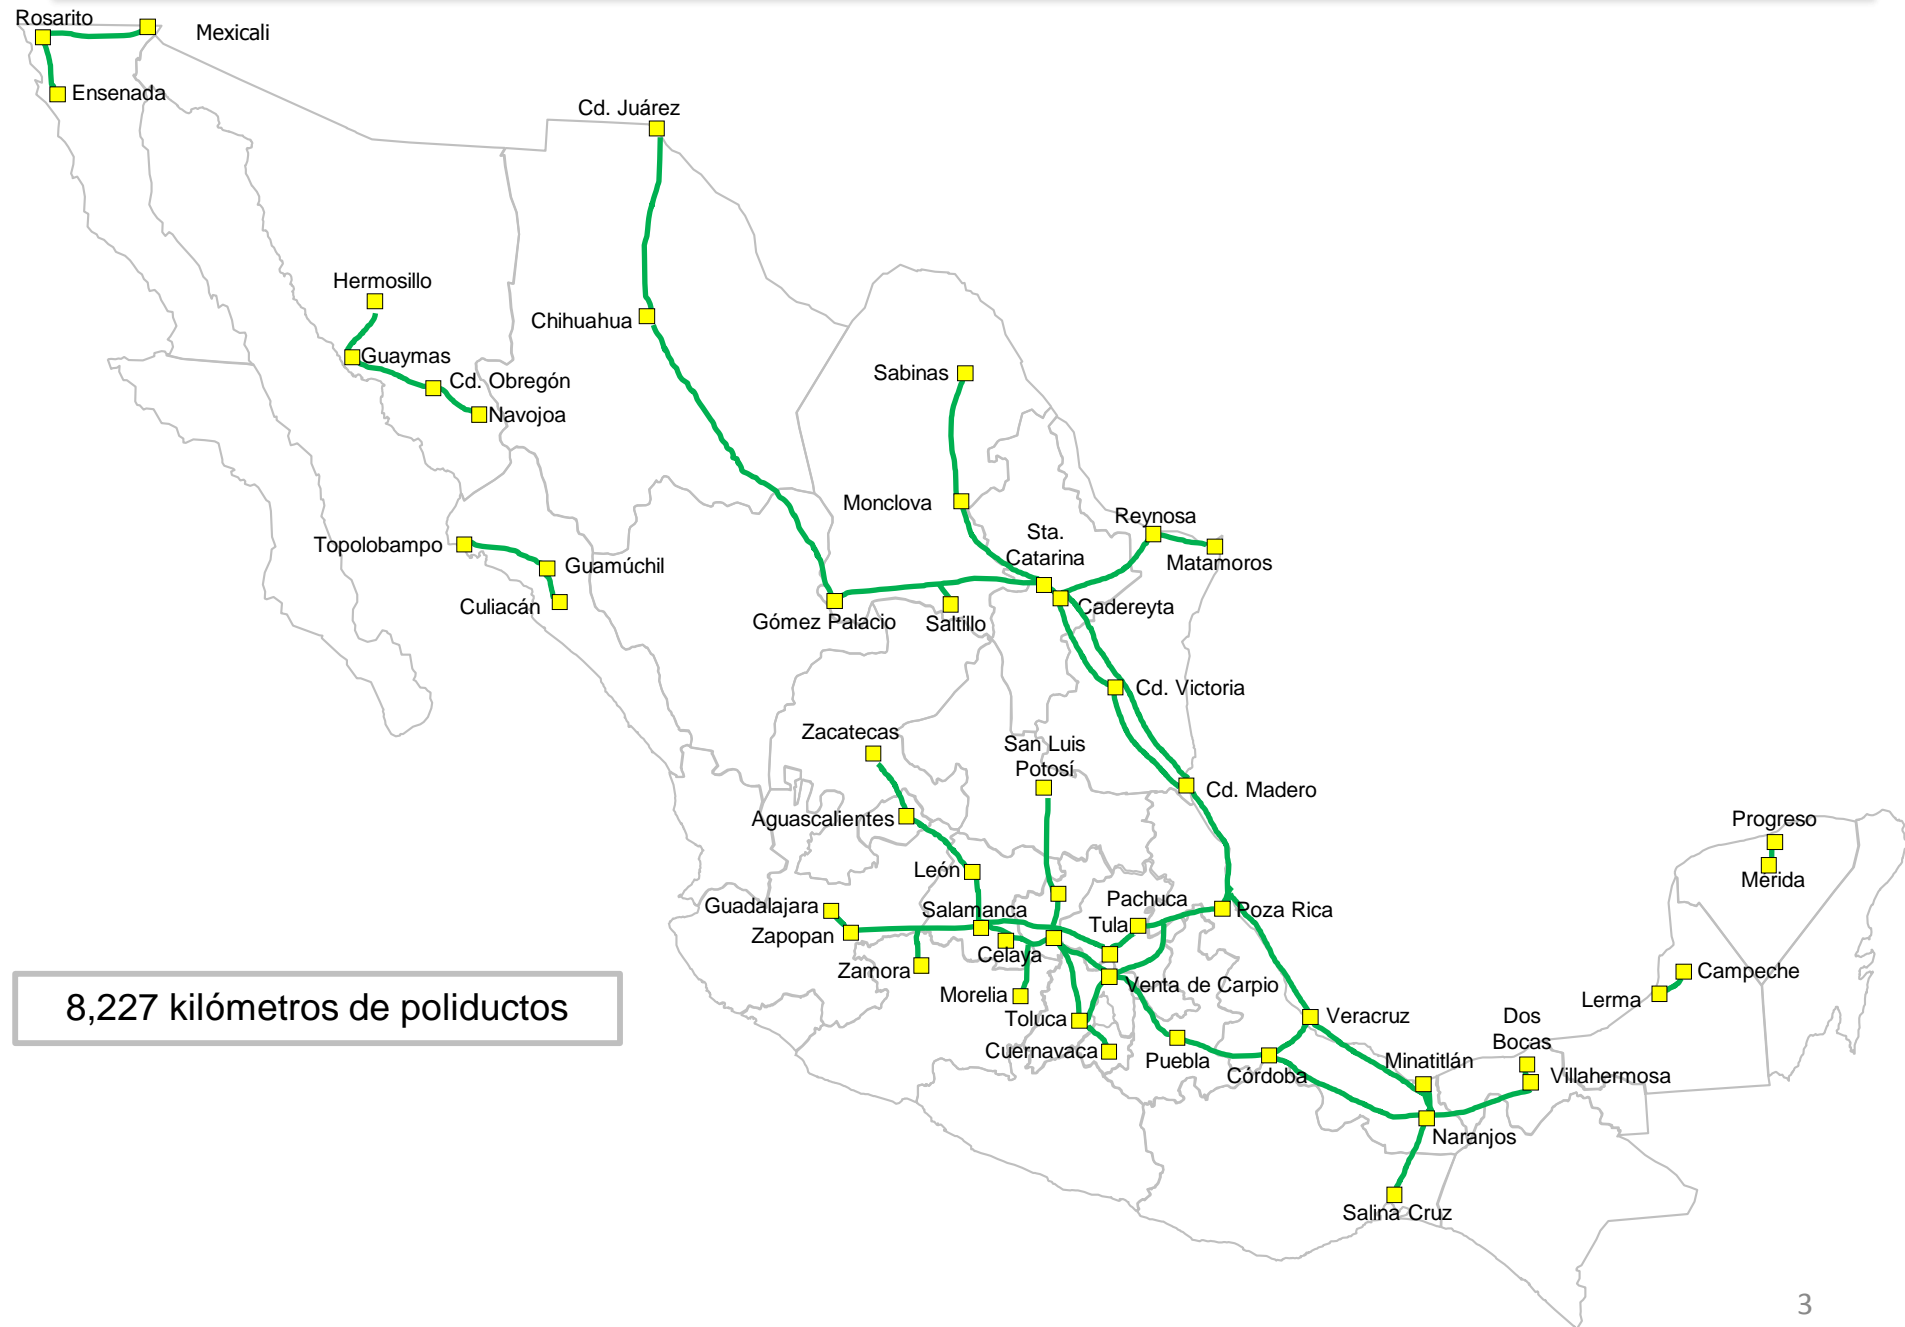 Rosarito
Mexicali
Ensenada
Cd. Juárez
Hermosillo
Chihuahua
Guaymas
Cd. Obregón
Navojoa
Sabinas
Monclova
Reynosa
Sta.
Catarina
Matamoros
Topolobampo
Guamúchil
Culiacán
Cadereyta
Gómez Palacio
Saltillo
Cd. Victoria
Zacatecas
San Luis
Potosí
Cd. Madero
Aguascalientes
Progreso
León
Mérida
Guadalajara
Salamanca
Pachuca
Poza Rica
Zapopan
Tula
Celaya
Zamora
Campeche
Venta de Carpio
Morelia
Lerma
8,227 kilómetros de poliductos
Toluca
Veracruz
Dos
Bocas
Cuernavaca
Puebla
Minatitlán
Córdoba
Villahermosa
Naranjos
Salina Cruz
3